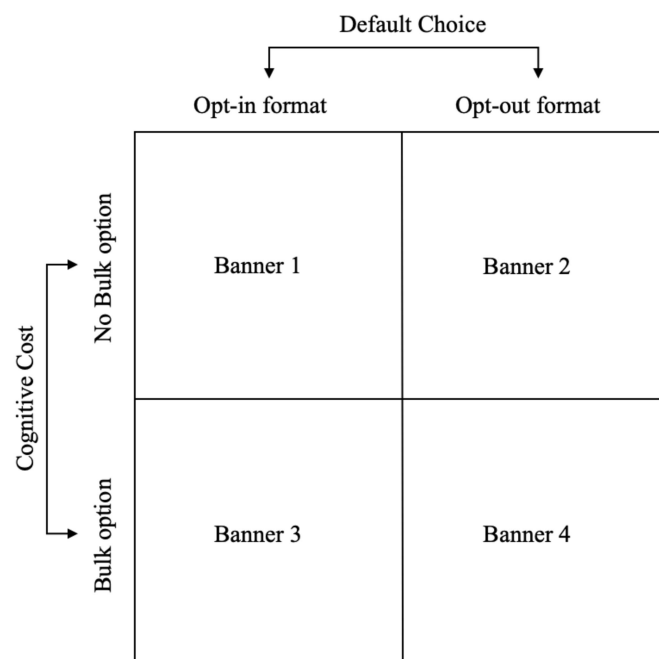 Default Choice
Opt-in format
Opt-out format
Cognitive Cost
No Bulk option
Banner 1
Banner 2
Bulk option
Banner 3
Banner 4